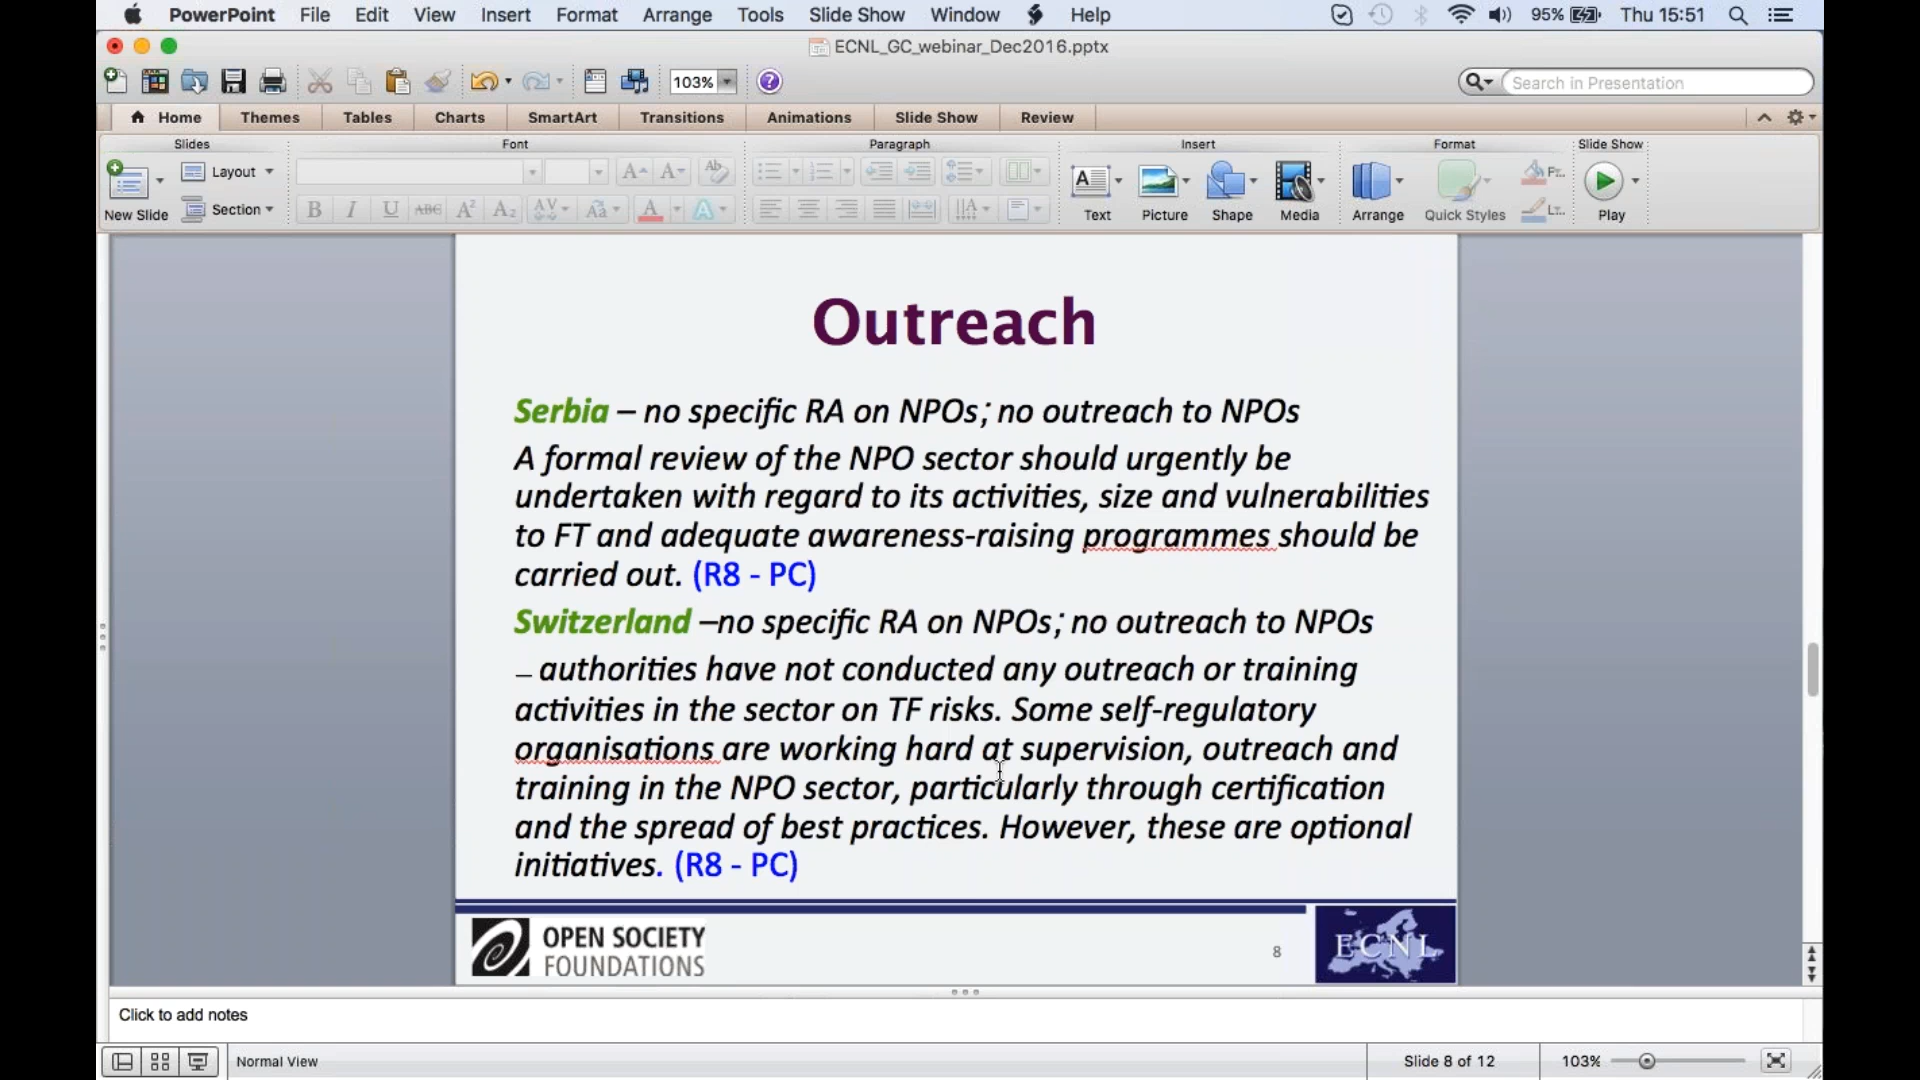 PowerPoint File Edit View Insert Format Arrange Tools Slide Show Window Help 95% Thu 15:51
ECNL_GC_webinar_Dec2016.pptx
103% Search in Presentation
Home Themes Tables Charts SmartArt Transitions Animations Slide Show Review
Slides Font Paragraph Insert Format Slide Show
Layout
New Slide Section Text Picture Shape Media Arrange Quick Styles Play
Outreach
Serbia – no specific RA on NPOs; no outreach to NPOs
A formal review of the NPO sector should urgently be
undertaken with regard to its activities, size and vulnerabilities
to FT and adequate awareness-raising programmes should be
carried out. (R8 - PC)
Switzerland –no specific RA on NPOs; no outreach to NPOs
– authorities have not conducted any outreach or training
activities in the sector on TF risks. Some self-regulatory
organisations are working hard at supervision, outreach and
training in the NPO sector, particularly through certification
and the spread of best practices. However, these are optional
initiatives. (R8 - PC)
OPEN SOCIETY
FOUNDATIONS
8
ECNL
Click to add notes
Normal View Slide 8 of 12 103%